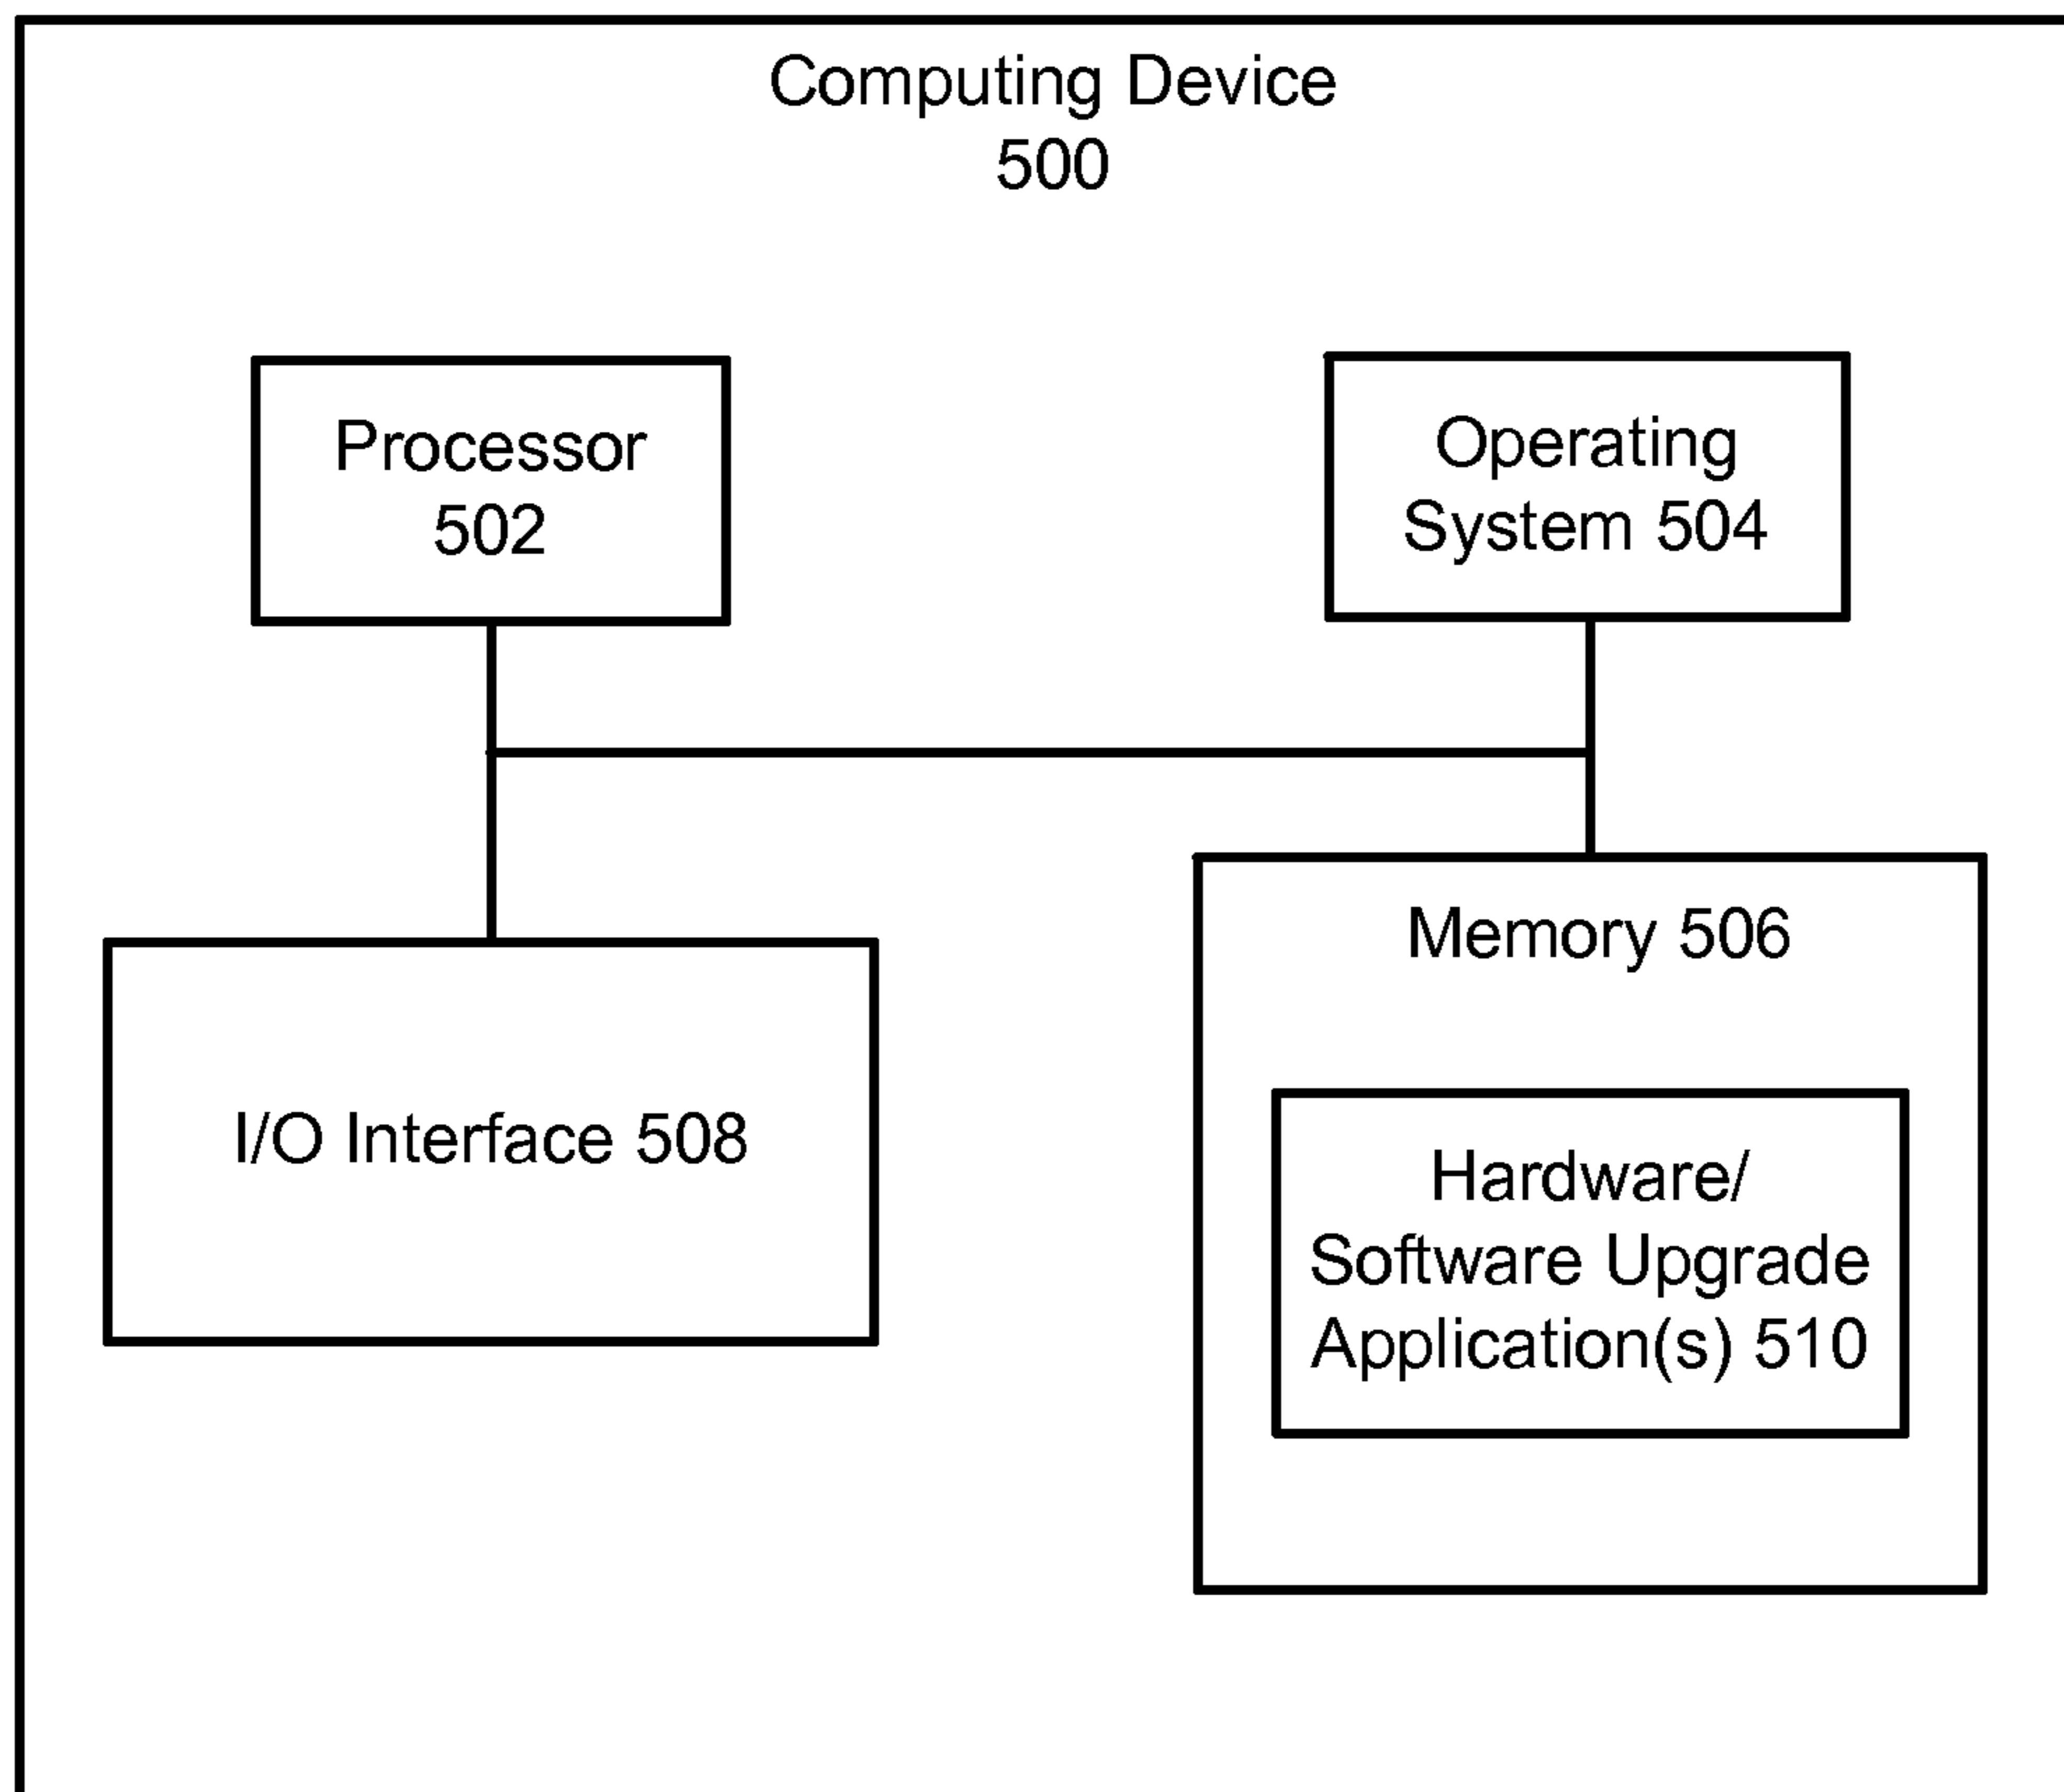 Computing Device
500
Processor
502
Operating
System 504
Memory 506
I/O Interface 508
Hardware/
Software Upgrade
Application(s) 510